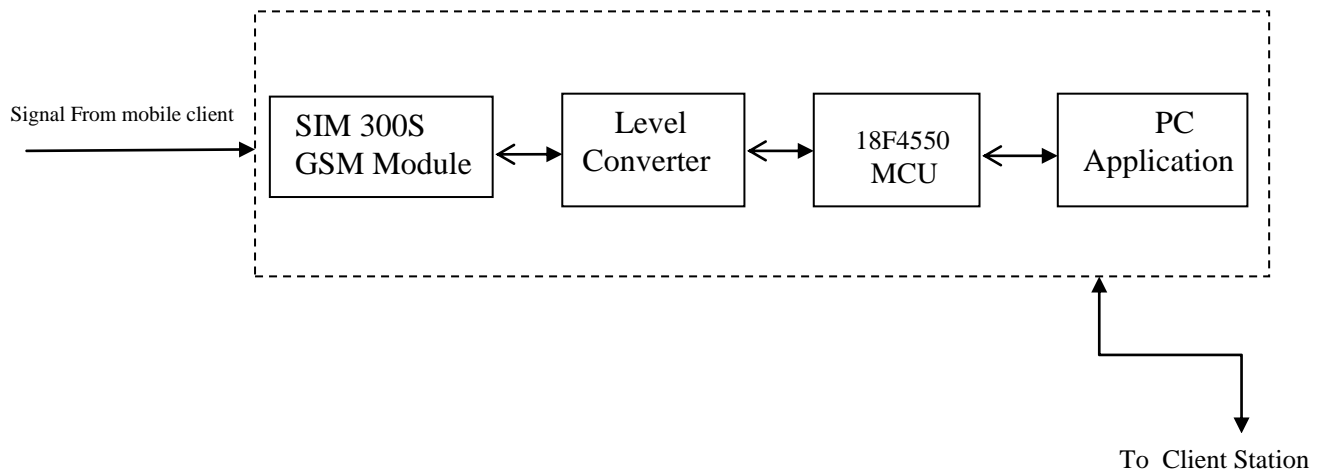 Signal From mobile client
SIM 300S
GSM Module
Level
Converter
18F4550
MCU
PC
Application
To Client Station